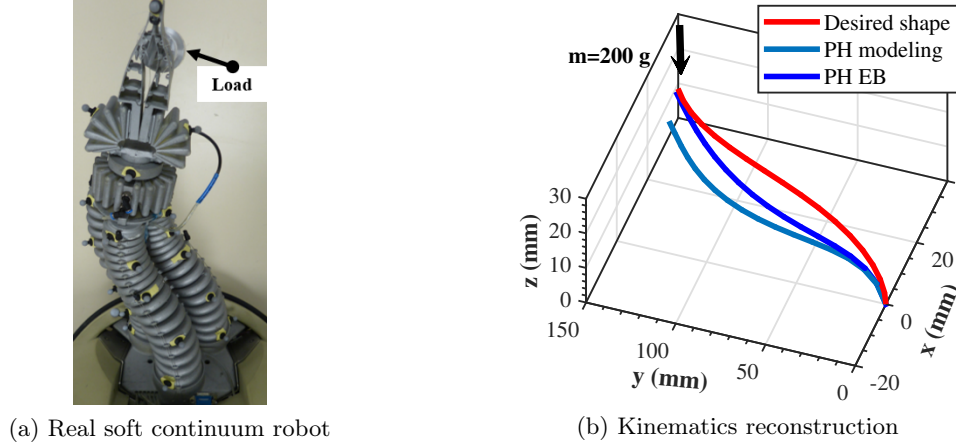 Load
(a) Real soft continuum robot
m=200 g
Desired shape
PH modeling
PH EB
30
20
10
0
z (mm)
150
100
50
0
y (mm)
-20
0
20
x (mm)
(b) Kinematics reconstruction